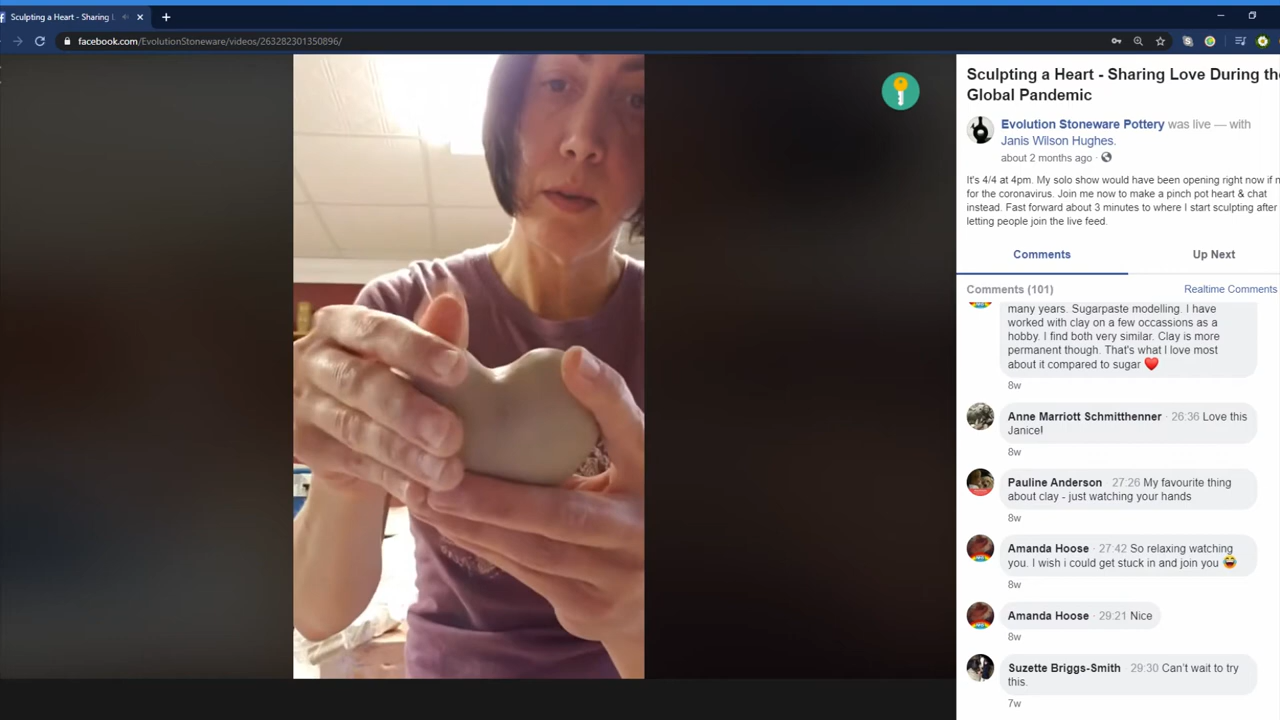 Sculpting a Heart - Sharing
facebook.com/EvolutionStoneware/videos/263282301350896/
Sculpting a Heart - Sharing Love During the
Global Pandemic
Evolution Stoneware Pottery was live — with
Janis Wilson Hughes.
about 2 months ago ·
It's 4/4 at 4pm. My solo show would have been opening right now if
for the coronavirus. Join me now to make a pinch pot heart & chat
instead. Fast forward about 3 minutes to where I start sculpting after
letting people join the live feed.
Comments
Up Next
Comments (101)
Realtime Comments
many years. Sugarpaste modelling. I have
worked with clay on a few occassions as a
hobby. I find both very similar. Clay is more
permanent though. That's what I love most
about it compared to sugar ❤️
8w
Anne Marriott Schmitthenner · 26:36 Love this
Janice!
8w
Pauline Anderson · 27:26 My favourite thing
about clay - just watching your hands
8w
Amanda Hoose · 27:42 So relaxing watching
you. I wish i could get stuck in and join you 😂
8w
Amanda Hoose · 29:21 Nice
8w
Suzette Briggs-Smith · 29:30 Can't wait to try
this.
7w